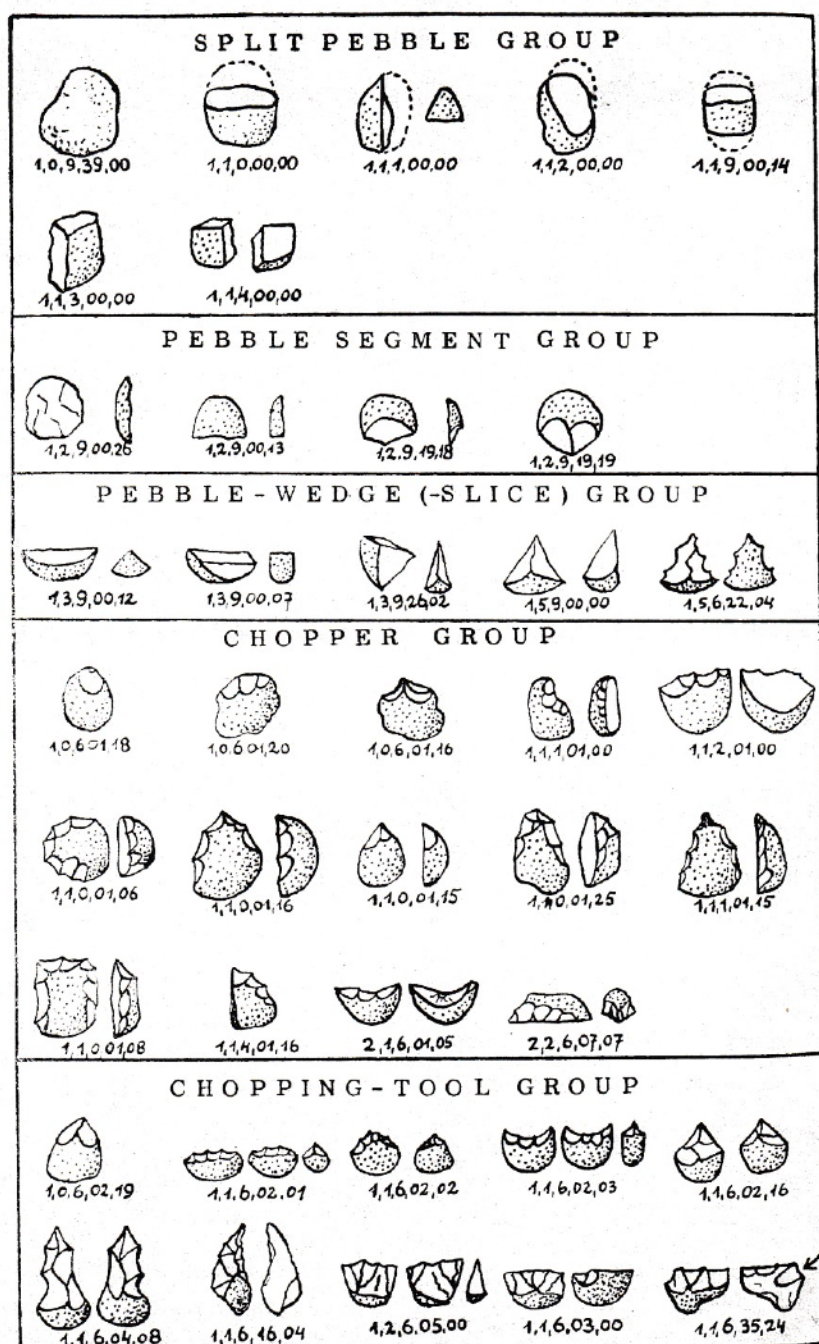 SPLIT PEBBLE GROUP
1,0,9,39,00 1,1,0,00,00 1,1,1,00,00 1,1,2,00,00 1,1,9,00,14
1,1,3,00,00 1,1,4,00,00
PEBBLE SEGMENT GROUP
1,2,9,00,26 1,2,9,00,13 1,2,9,19,18 1,2,9,19,19
PEBBLE-WEDGE (-SLICE) GROUP
1,3,9,00,12 1,3,9,00,07 1,3,9,26,02 1,5,9,00,00 1,5,6,22,04
CHOPPER GROUP
1,0,6,01,18 1,0,6,01,20 1,0,6,01,16 1,1,1,01,00 1,1,2,01,00
1,1,0,01,06 1,1,0,01,16 1,1,0,01,15 1,1,0,01,25 1,1,1,01,15
1,1,0,01,08 1,1,4,01,16 2,1,6,01,05 2,2,6,07,07
CHOPPING-TOOL GROUP
1,0,6,02,19 1,1,6,02,01 1,1,6,02,02 1,1,6,02,03 1,1,6,02,16
1,1,6,04,08 1,1,6,16,04 1,2,6,05,00 1,1,6,03,00 1,1,6,35,24